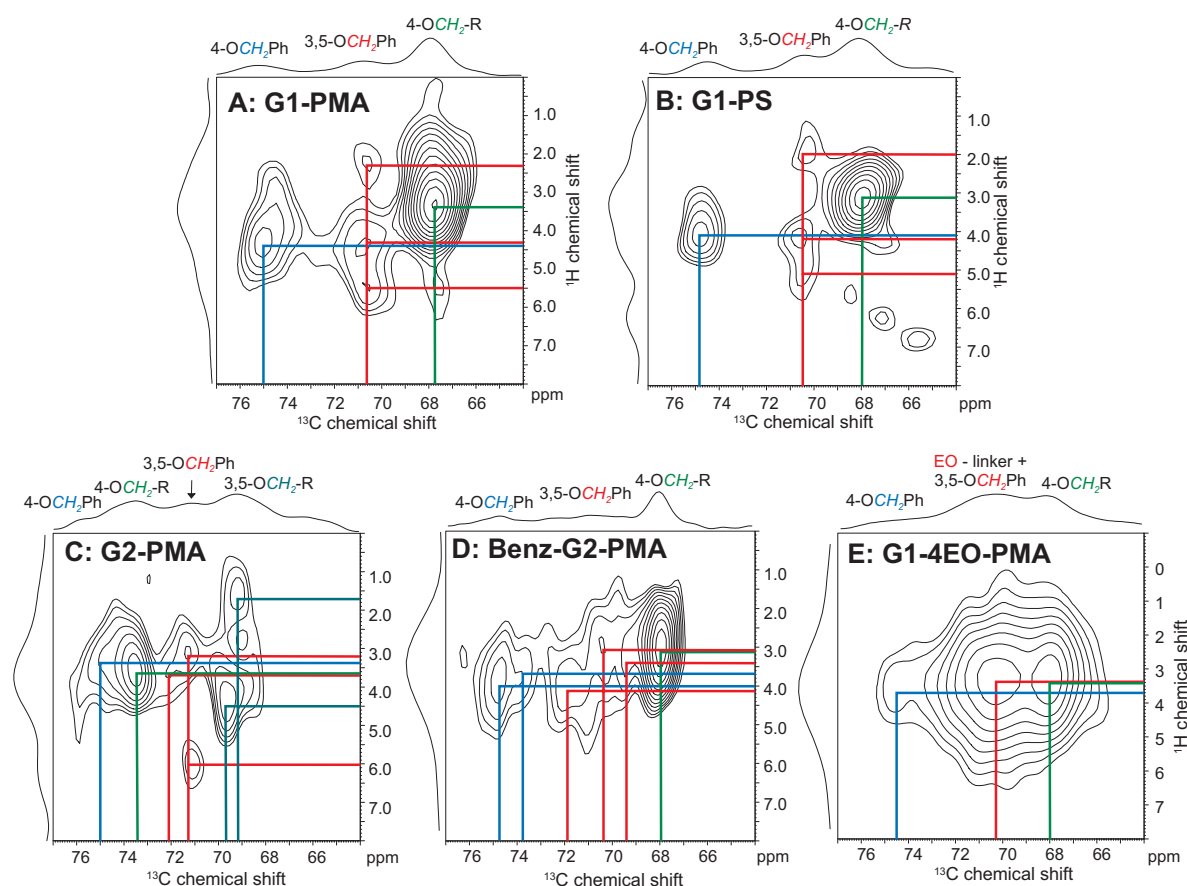 4-OCH2-R
3,5-OCH2Ph
4-OCH2Ph
A: G1-PMA
1.0
2.0
3.0
4.0
5.0
6.0
7.0
1H chemical shift
76 74 72 70 68 66 ppm
13C chemical shift
4-OCH2-R
3,5-OCH2Ph
4-OCH2Ph
B: G1-PS
1.0
2.0
3.0
4.0
5.0
6.0
7.0
1H chemical shift
76 74 72 70 68 66 ppm
13C chemical shift
3,5-OCH2Ph
4-OCH2-R
3,5-OCH2-R
4-OCH2Ph
C: G2-PMA
1.0
2.0
3.0
4.0
5.0
6.0
7.0
76 74 72 70 68 66 ppm
13C chemical shift
4-OCH2-R
3,5-OCH2Ph
4-OCH2Ph
D: Benz-G2-PMA
1.0
2.0
3.0
4.0
5.0
6.0
7.0
76 74 72 70 68 66 ppm
13C chemical shift
EO - linker +
3,5-OCH2Ph
4-OCH2R
4-OCH2Ph
E: G1-4EO-PMA
0
1
2
3
4
5
6
7
1H chemical shift
76 74 72 70 68 66 ppm
13C chemical shift